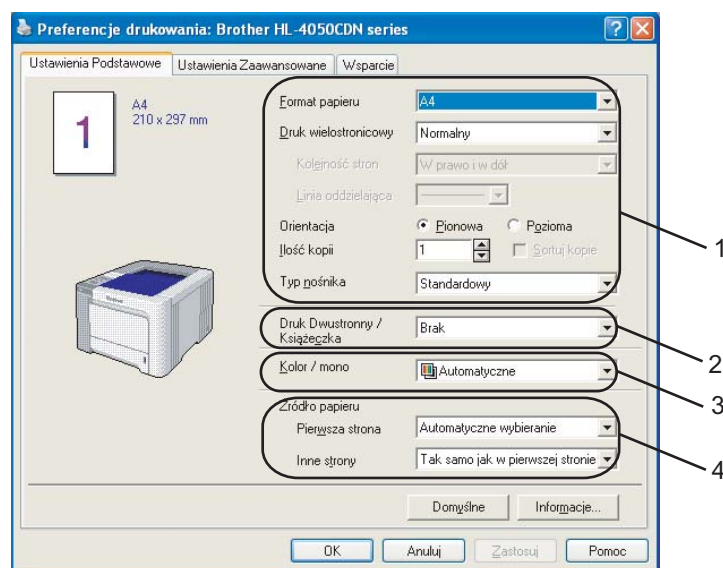 Preferencje drukowania: Brother HL-4050CDN series
Ustawienia Podstawowe Ustawienia Zaawansowane Wsparcie
1
A4
210 x 297 mm
Format papieru A4
Druk wielostronicowy Normalny
Kolejność stron W prawo i w dół
Linia oddzielająca
Orientacja Pionowa Pozioma
Ilość kopii 1 Sortuj kopie
Typ nośnika Standardowy
1
Druk Dwustronny /
Książeczka Brak
2
Kolor / mono Automatyczne
3
Źródło papieru
Pierwsza strona Automatyczne wybieranie
Inne strony Tak samo jak w pierwszej stronie
4
Domyślne Informacje...
OK Anuluj Zastosuj Pomoc